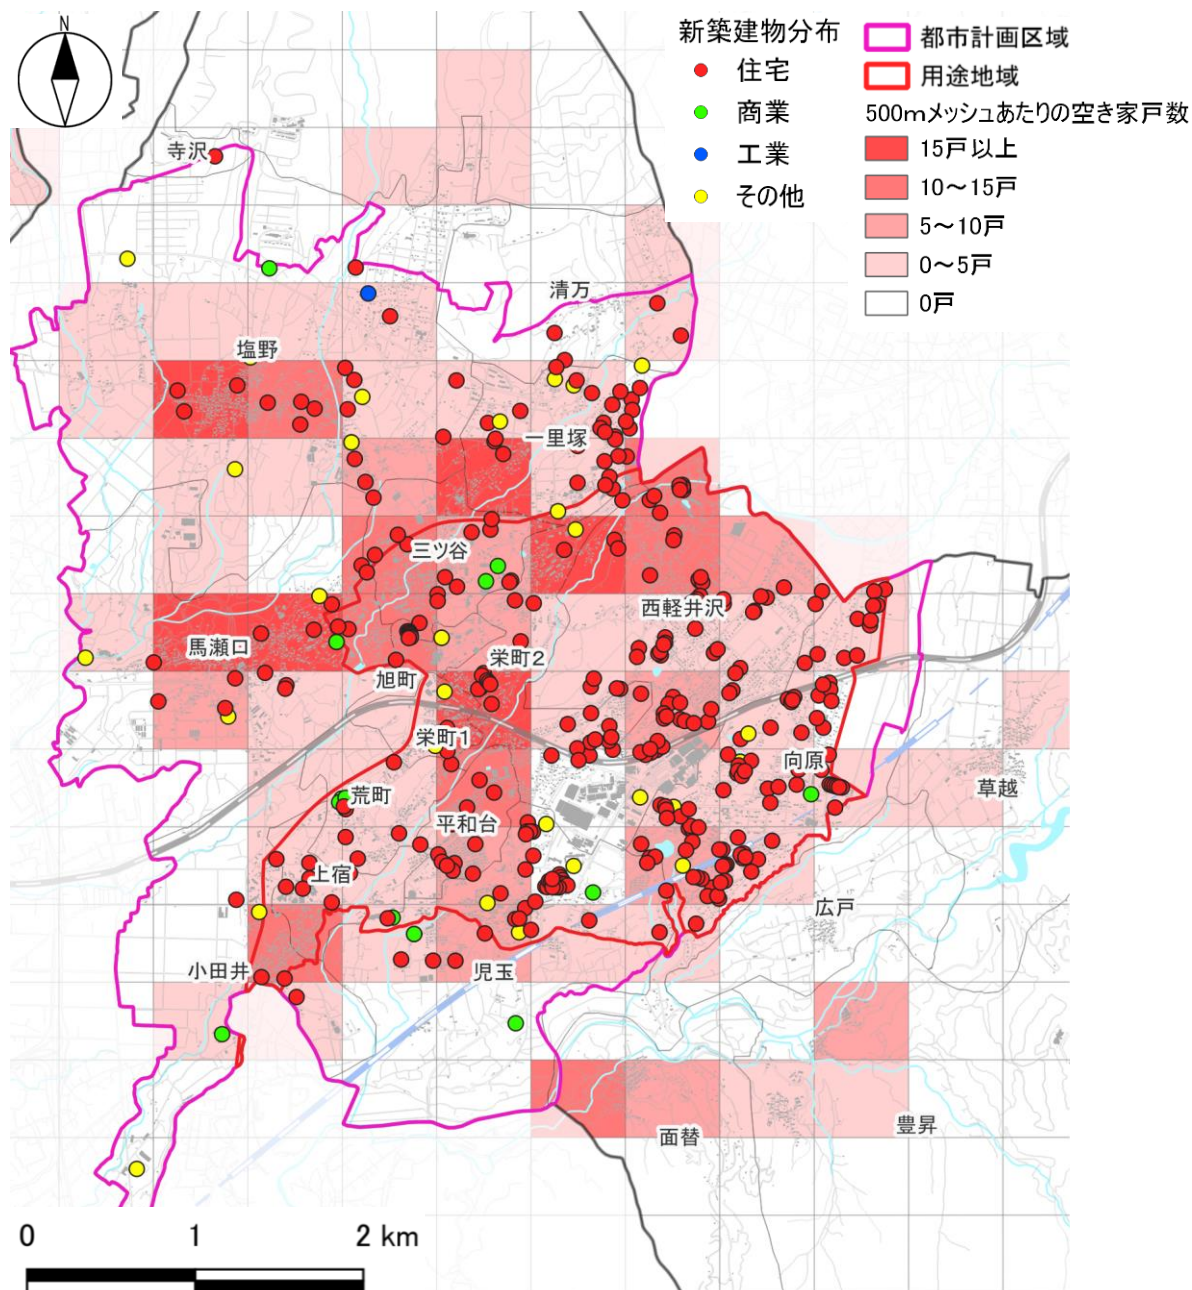 N
新築建物分布
住宅
商業
工業
その他
都市計画区域
用途地域
500mメッシュあたりの空き家戸数
15戸以上
10～15戸
5～10戸
0～5戸
0戸
寺沢
清万
塩野
一里塚
三ツ谷
西軽井沢
馬瀬口
栄町2
旭町
栄町1
向原
荒町
草越
平和台
上宿
広戸
小田井
児玉
面替
豊昇
0 1 2 km